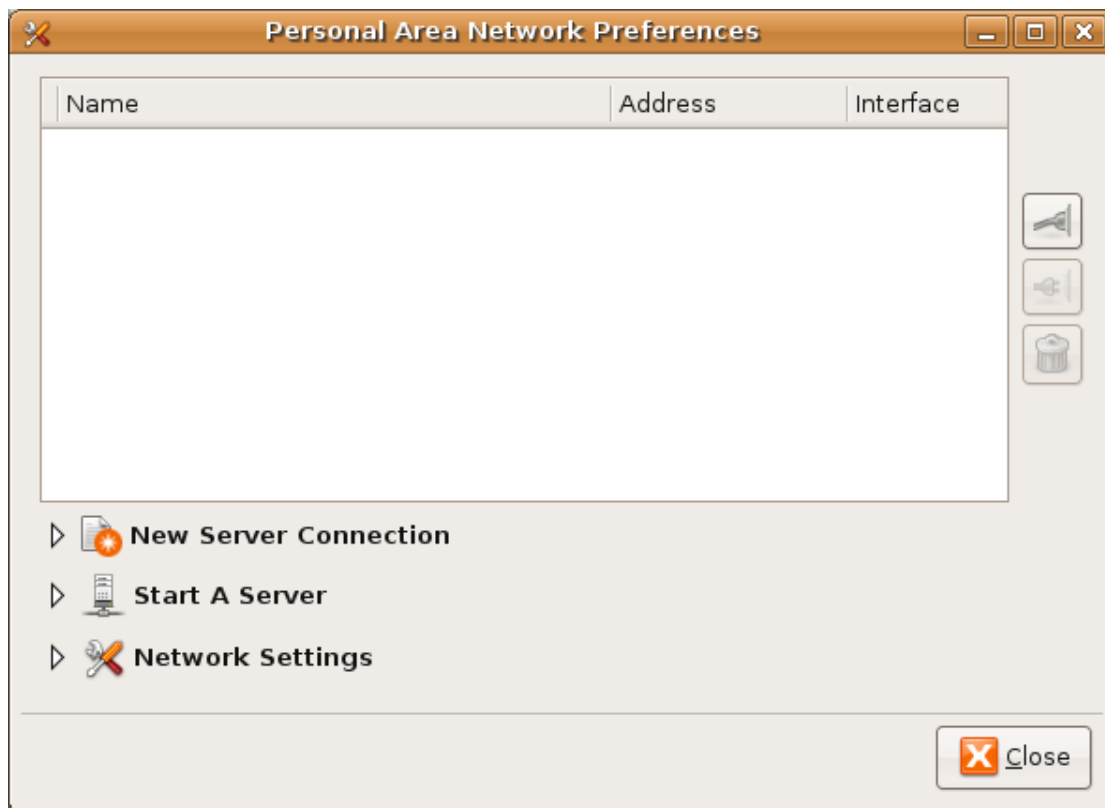 Personal Area Network Preferences
Name Address Interface
New Server Connection
Start A Server
Network Settings
Close